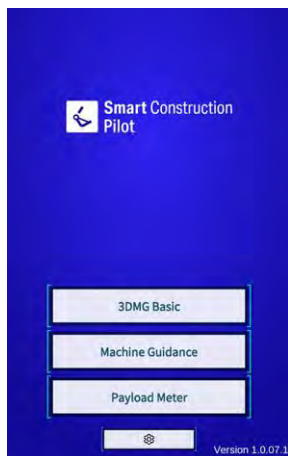 Smart Construction
Pilot
3DMG Basic
Machine Guidance
Payload Meter
Version 1.0.07.1